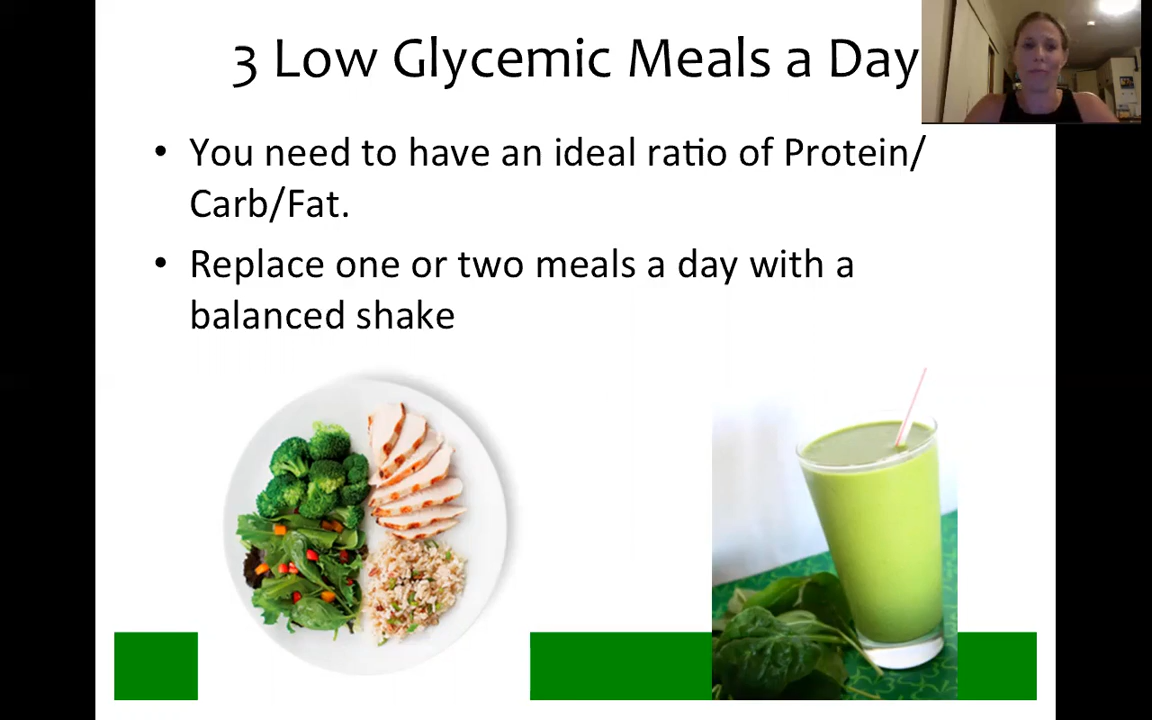 3 Low Glycemic Meals a Day
• You need to have an ideal ratio of Protein/
Carb/Fat.
• Replace one or two meals a day with a
balanced shake